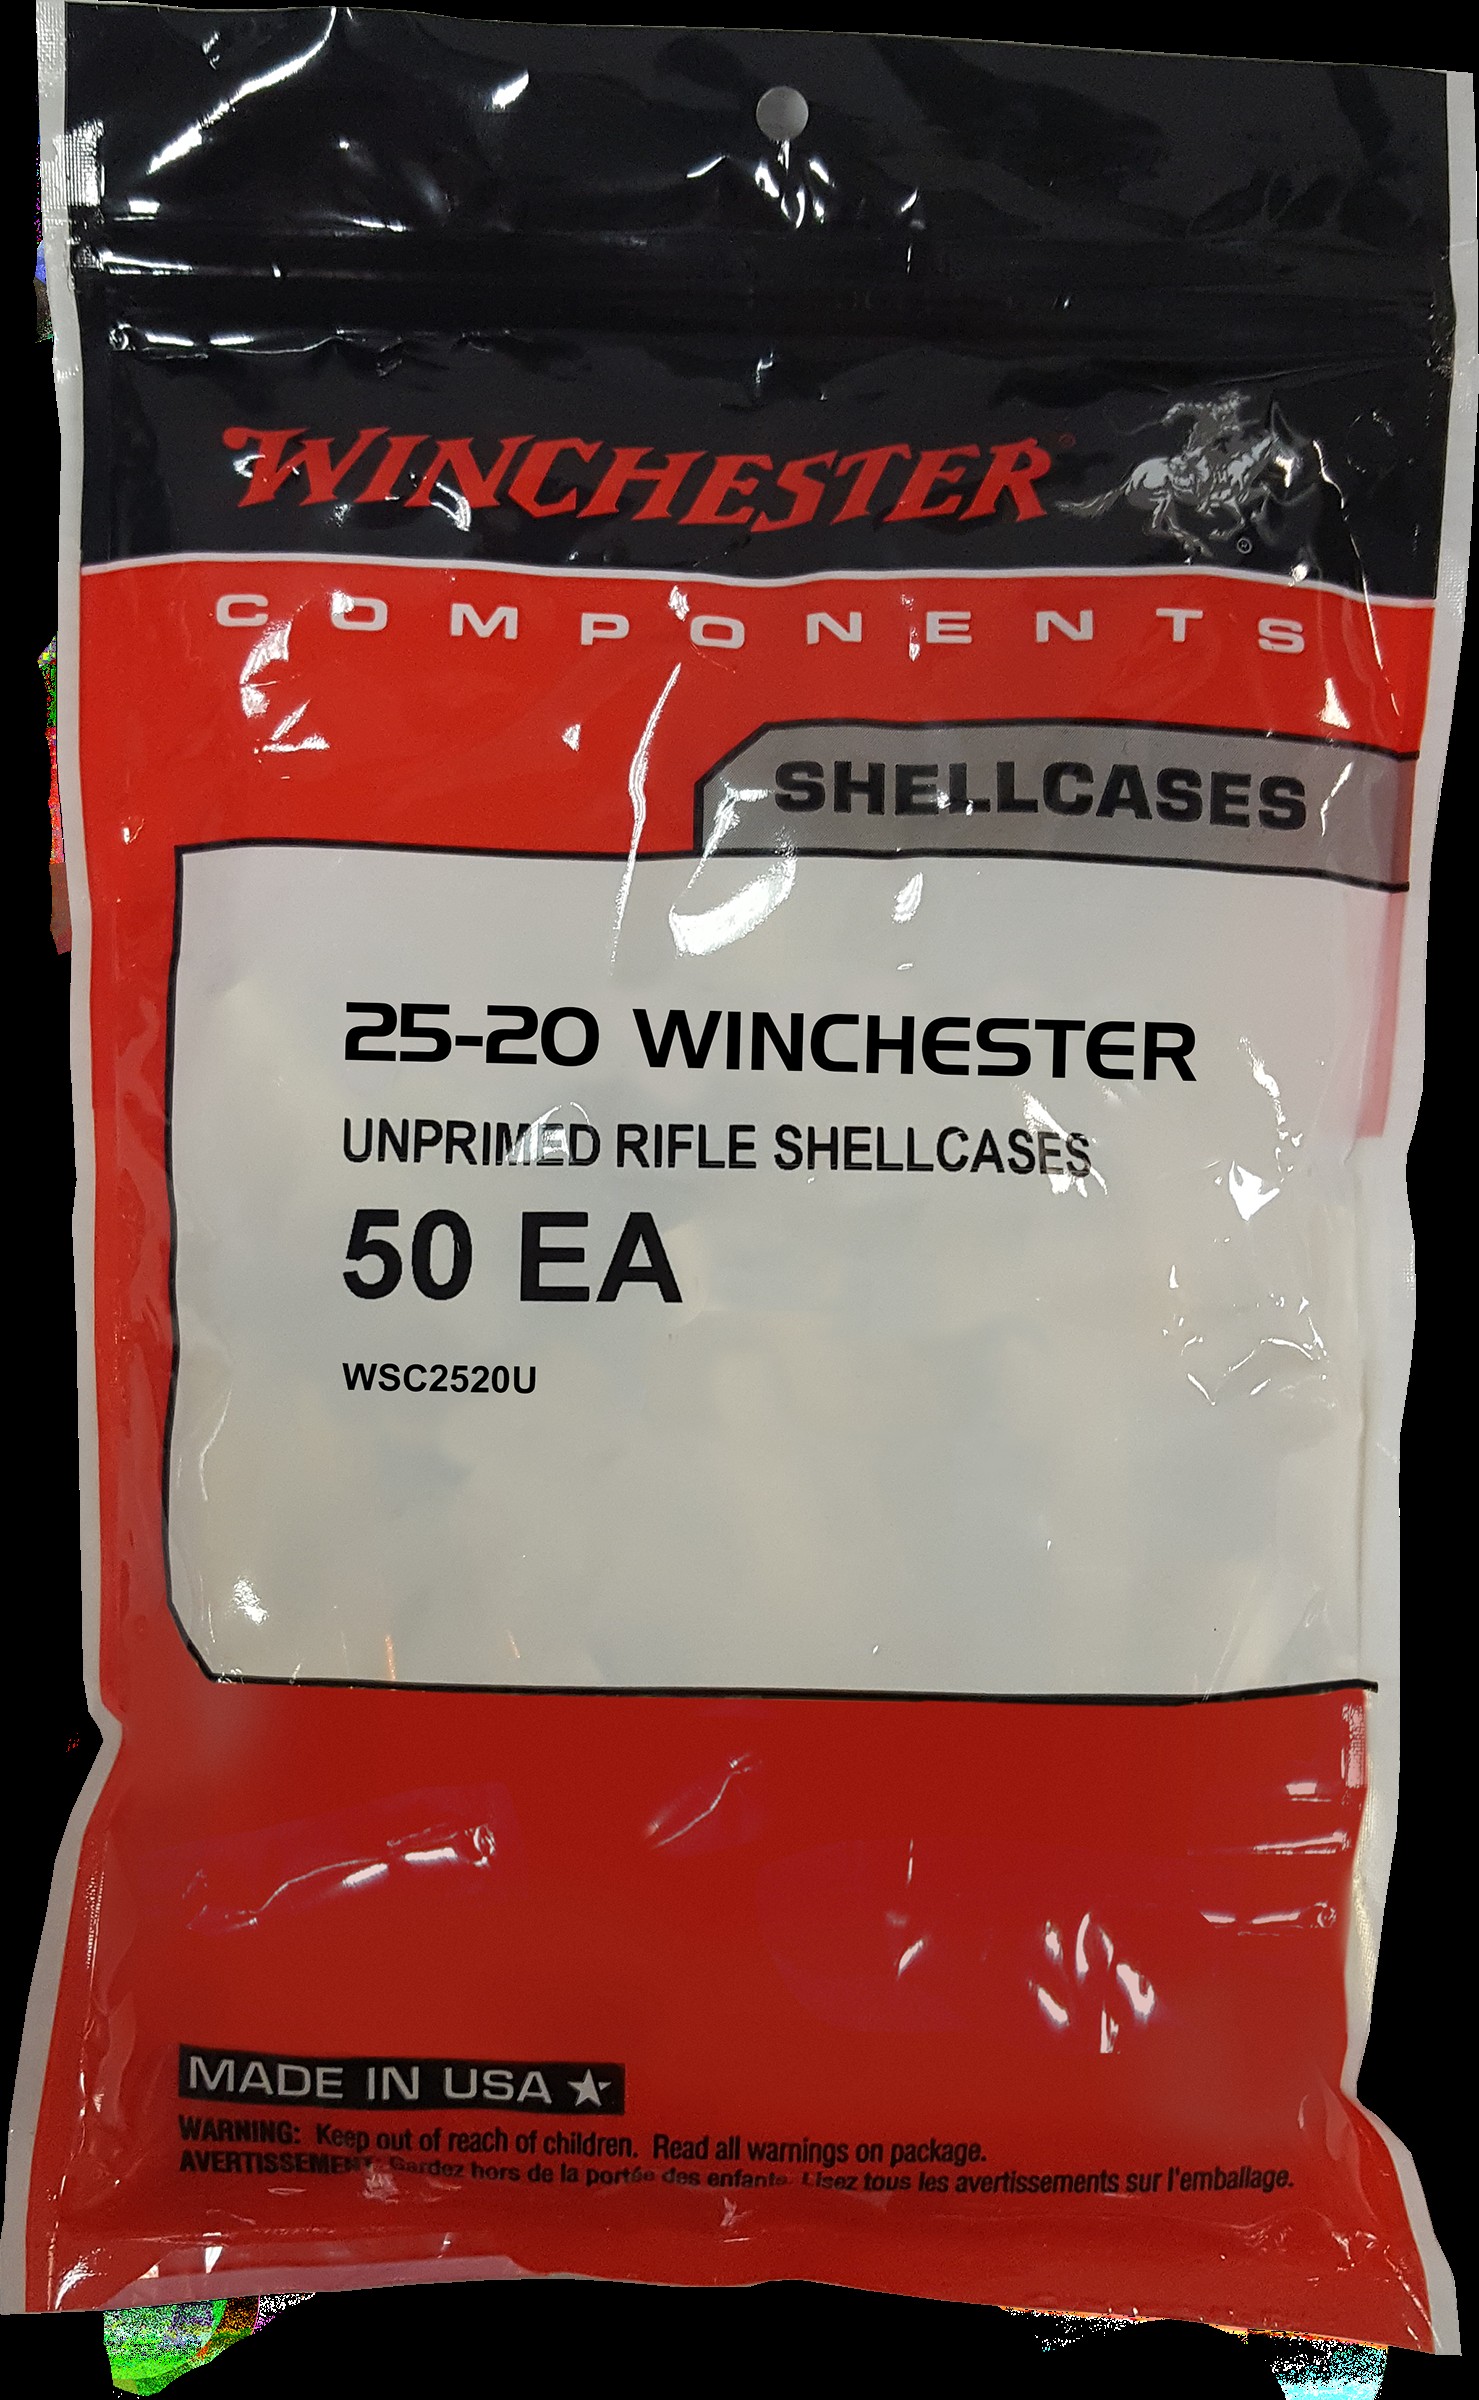 WINCHESTER®
COMPONENTS
SHELLCASES
25-20 WINCHESTER
UNPRIMED RIFLE SHELLCASES
50 EA
WSC2520U
MADE IN USA
WARNING: Keep out of reach of children. Read all warnings on package.
AVERTISSEMENT: Gardez hors de la portée des enfants. Lisez tous les avertissements sur l'emballage.